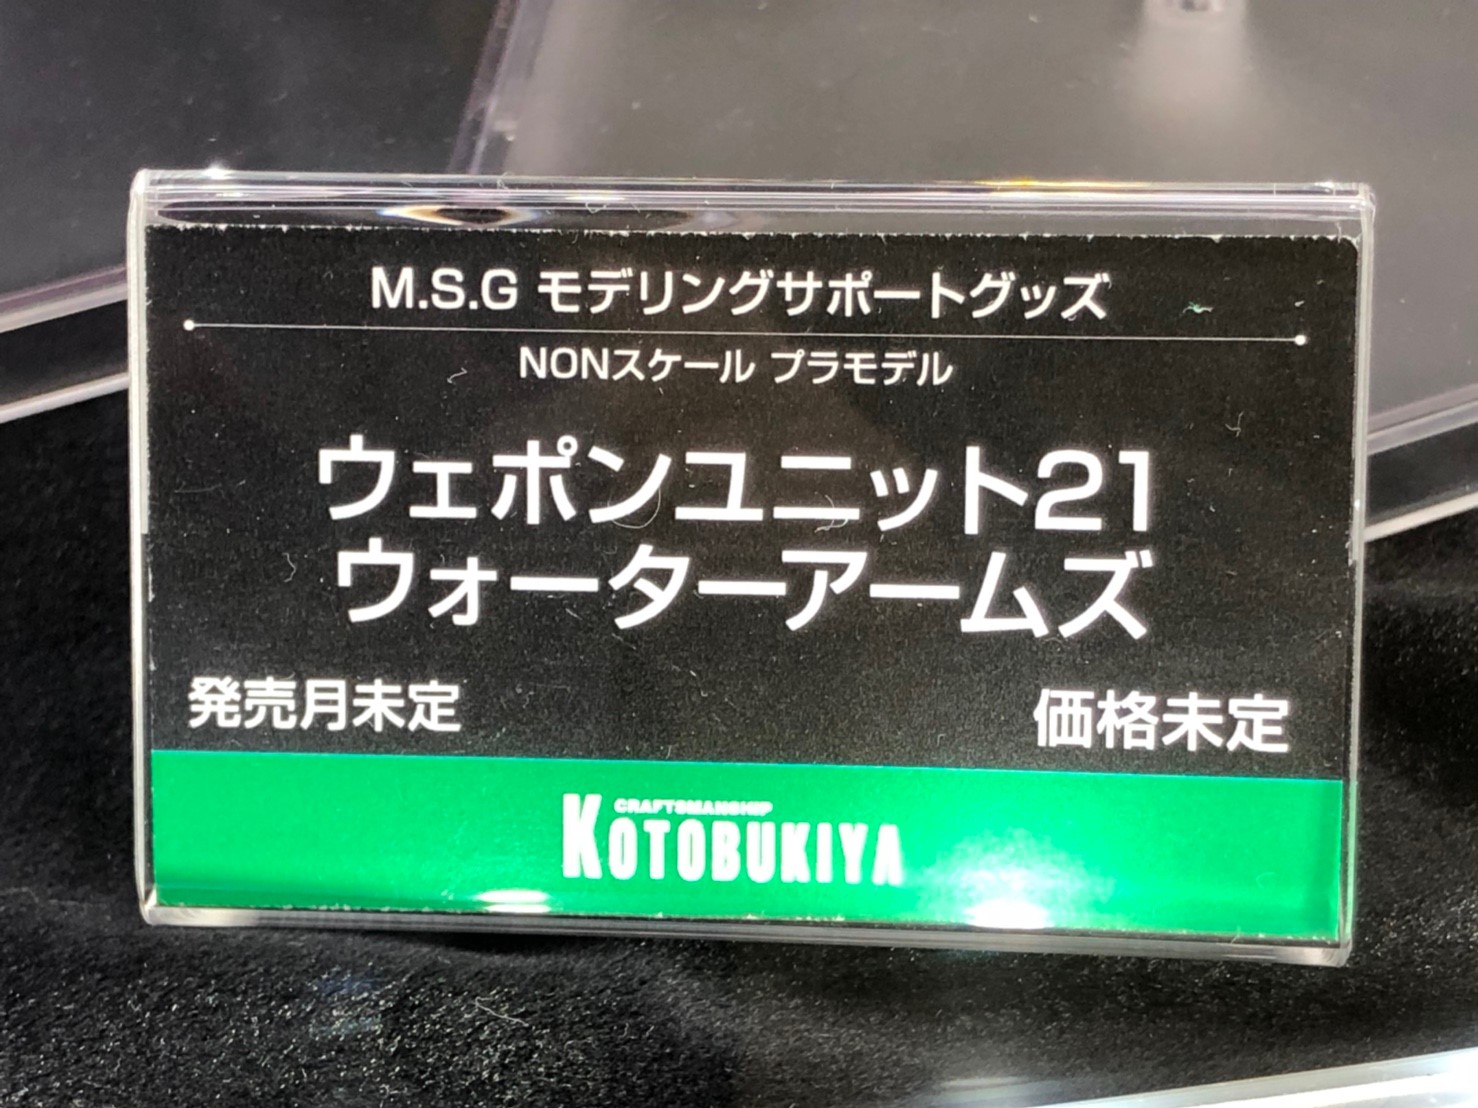 M.S.G モデリングサポートグッズ
NONスケール プラモデル
ウェポンユニット21
ウォーターアームズ
発売月未定
価格未定
CRAFTSMANSHIP
KOTOBUKIYA